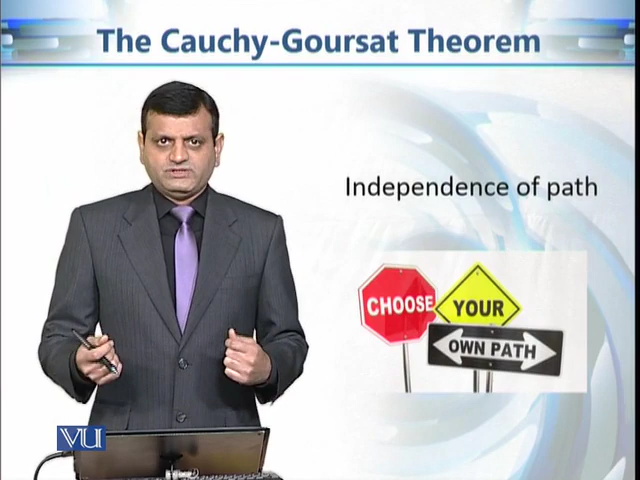 The Cauchy-Goursat Theorem
Independence of path
CHOOSE
YOUR
OWN PATH
VU